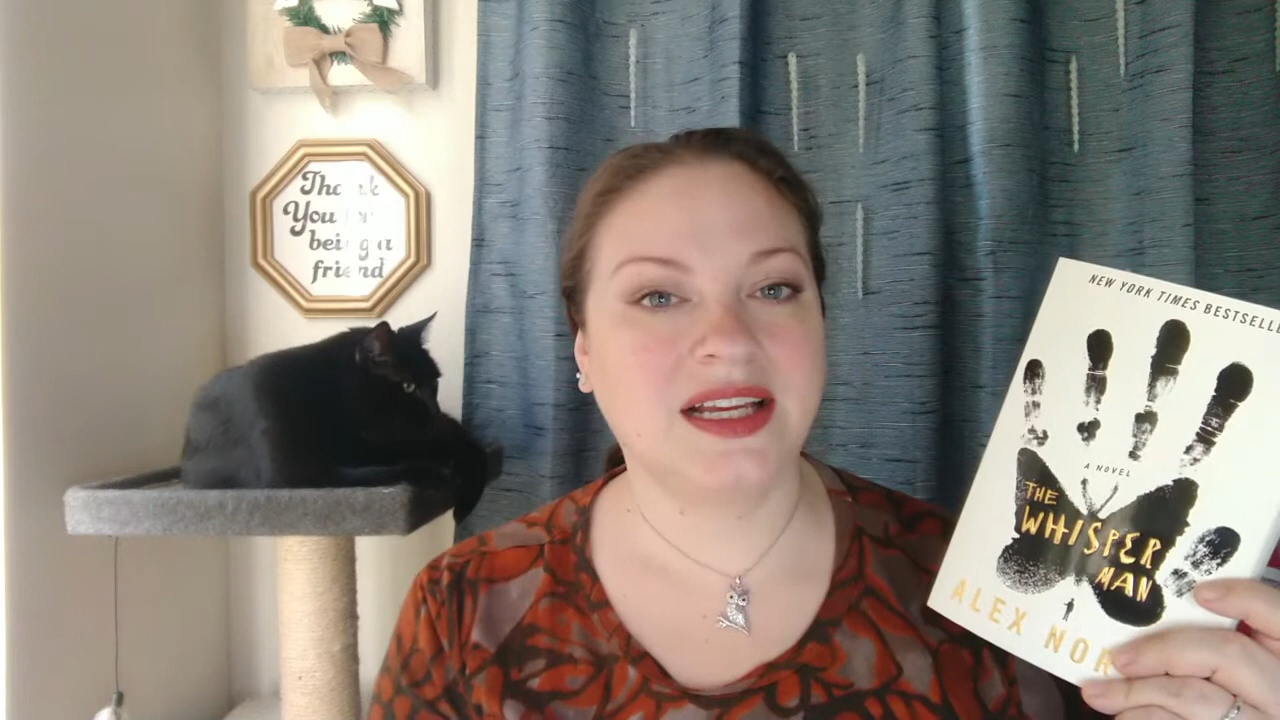 Thank
You for
being a
friend
NEW YORK TIMES BESTSELLE
A NOVEL
THE
WHISPER
MAN
ALEX NOR